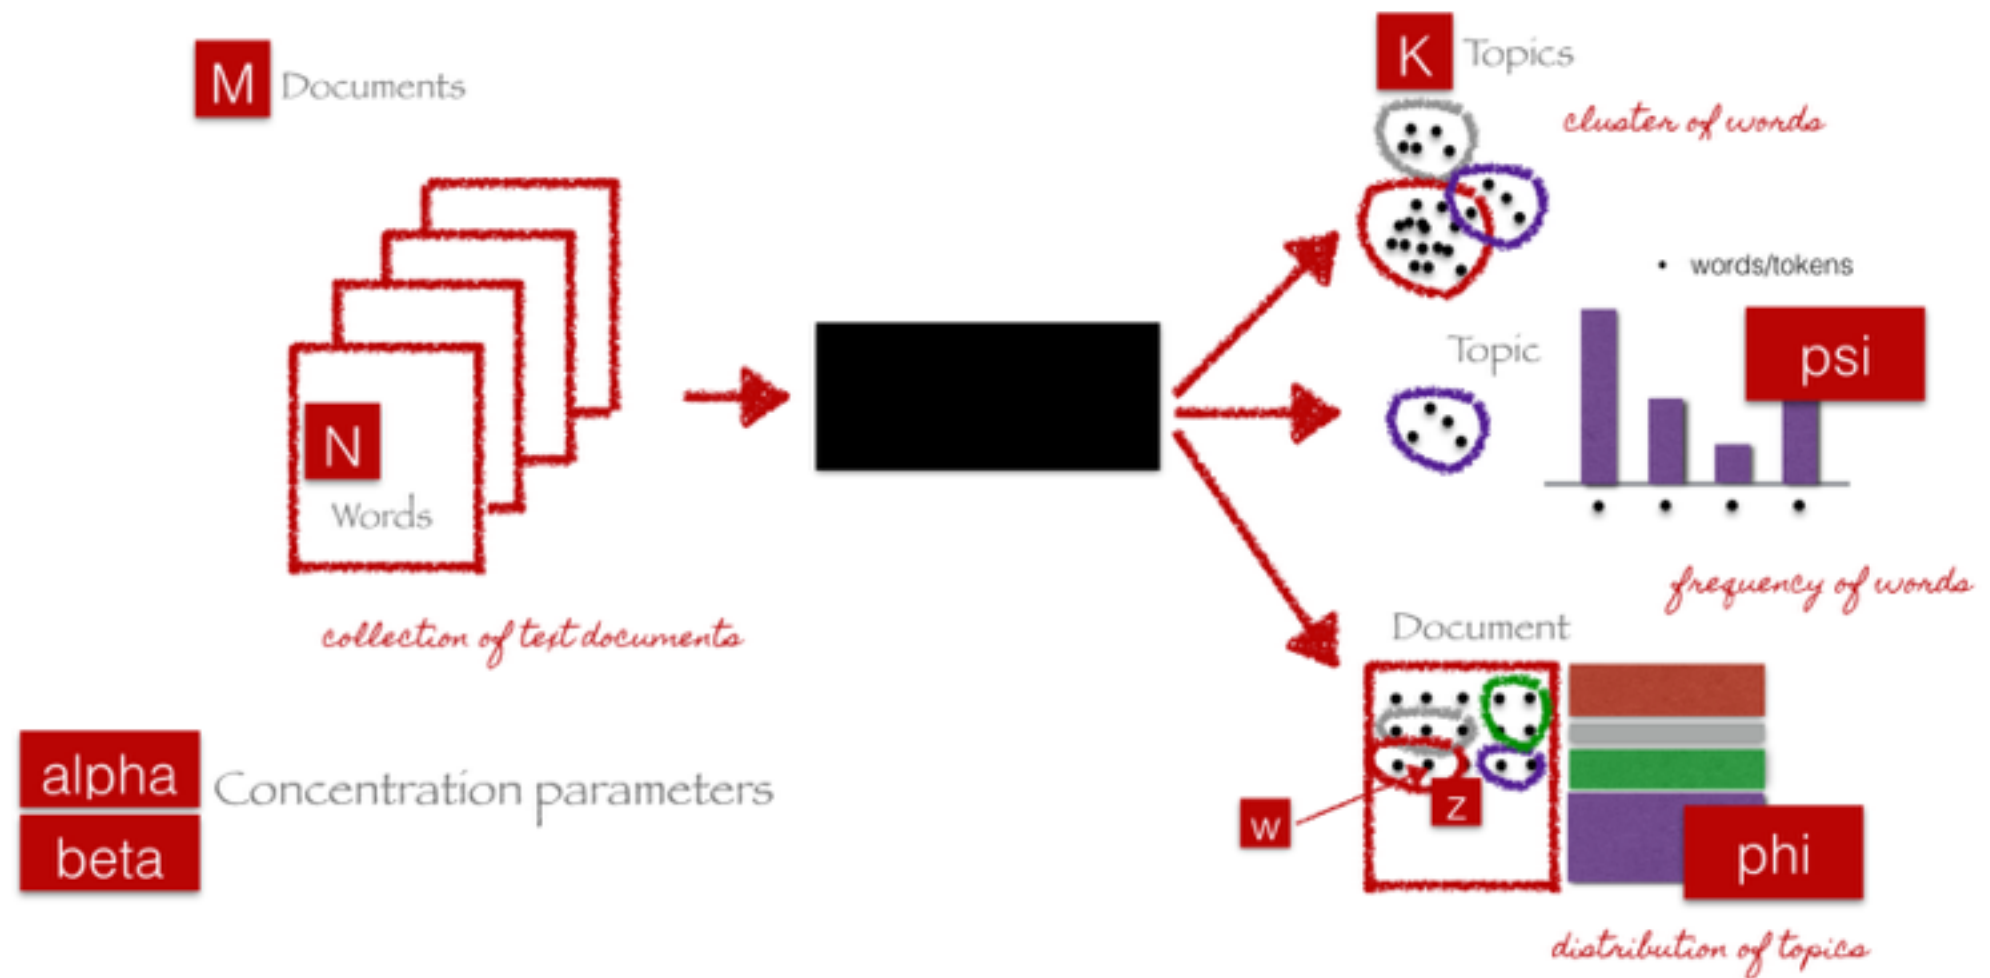 M Documents
N
Words
collection of text documents
alpha
beta
Concentration parameters
K Topics
cluster of words
• words/tokens
Topic
psi
frequency of words
Document
w
z
phi
distribution of topics